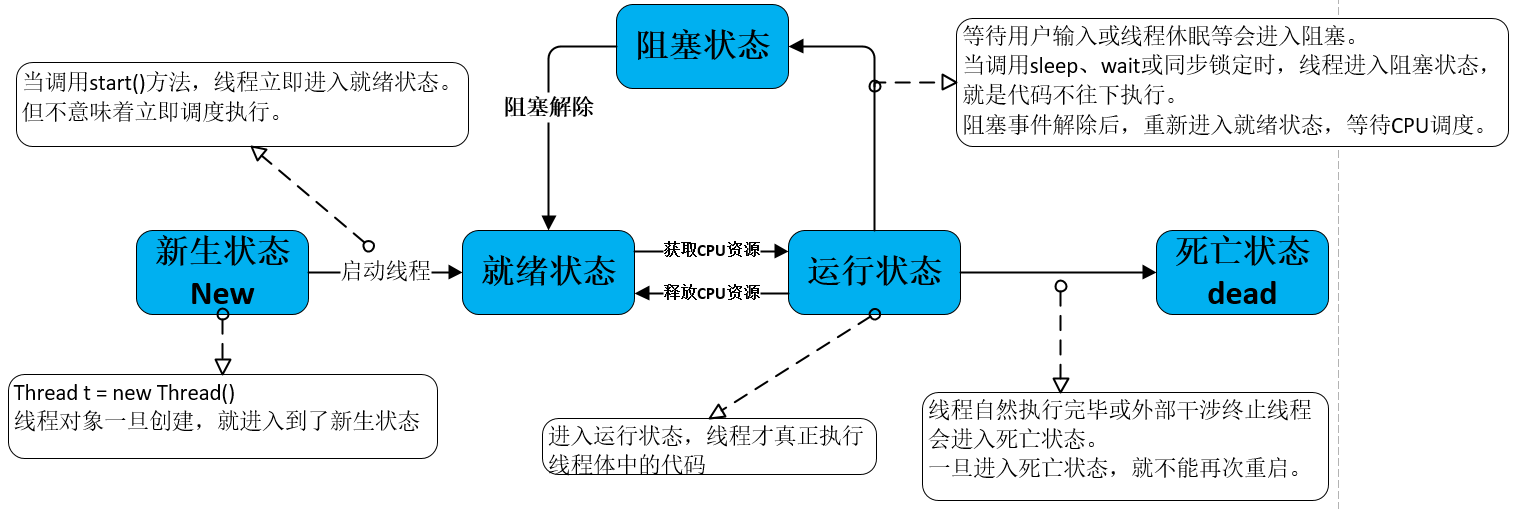 阻塞状态
等待用户输入或线程休眠等会进入阻塞。
当调用sleep、wait或同步锁定时，线程进入阻塞状态，
就是代码不往下执行。
阻塞事件解除后，重新进入就绪状态，等待CPU调度。
当调用start()方法，线程立即进入就绪状态。
但不意味着立即调度执行。
阻塞解除
新生状态
New
启动线程
就绪状态
获取CPU资源
释放CPU资源
运行状态
死亡状态
dead
Thread t = new Thread()
线程对象一旦创建，就进入到了新生状态
进入运行状态，线程才真正执行
线程体中的代码
线程自然执行完毕或外部干涉终止线程
会进入死亡状态。
一旦进入死亡状态，就不能再次重启。